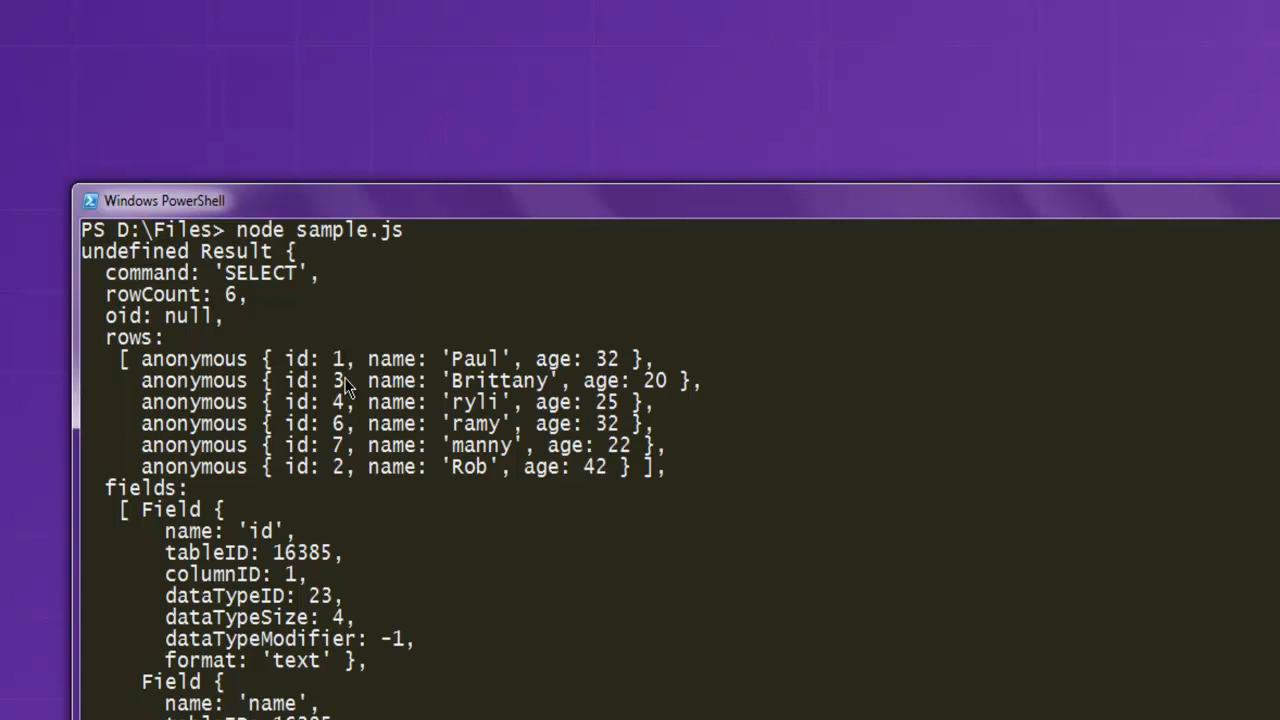 Windows PowerShell
PS D:\Files> node sample.js
undefined Result {
  command: 'SELECT',
  rowCount: 6,
  oid: null,
  rows:
   [ anonymous { id: 1, name: 'Paul', age: 32 },
     anonymous { id: 3, name: 'Brittany', age: 20 },
     anonymous { id: 4, name: 'ryli', age: 25 },
     anonymous { id: 6, name: 'ramy', age: 32 },
     anonymous { id: 7, name: 'manny', age: 22 },
     anonymous { id: 2, name: 'Rob', age: 42 } ],
  fields:
   [ Field {
       name: 'id',
       tableID: 16385,
       columnID: 1,
       dataTypeID: 23,
       dataTypeSize: 4,
       dataTypeModifier: -1,
       format: 'text' },
     Field {
       name: 'name',
       tableID: 16385,